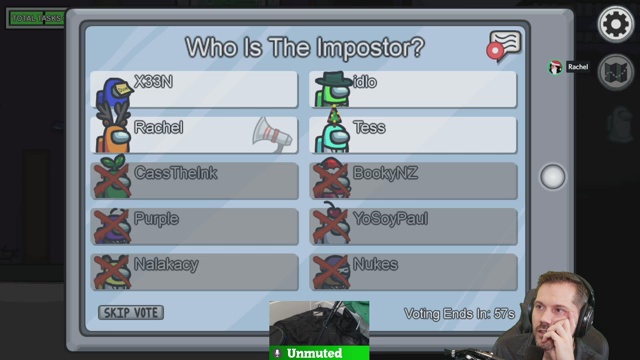 TOTAL TASKS
Who Is The Impostor?
X33N
idlo
Rachel
Rachel
Tess
CassTheInk
BookyNZ
Purple
YoSoyPaul
Nalakacy
Nukes
SKIP VOTE
Voting Ends In: 57s
Unmuted